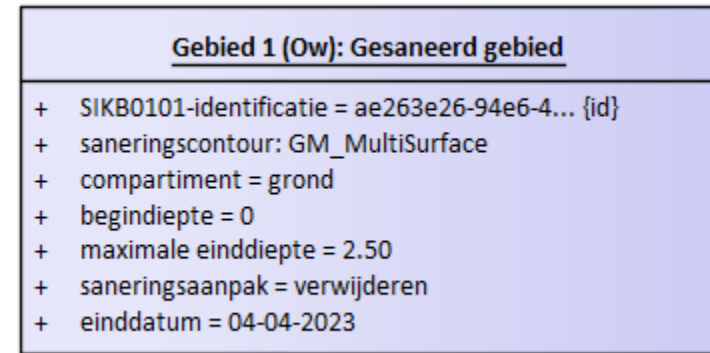 Gebied 1 (Ow): Gesaneerd gebied
+ SIKB0101-identificatie = ae263e26-94e6-4... {id}
+ saneringscontour: GM_MultiSurface
+ compartiment = grond
+ begindiepte = 0
+ maximale einddiepte = 2.50
+ saneringsaanpak = verwijderen
+ einddatum = 04-04-2023